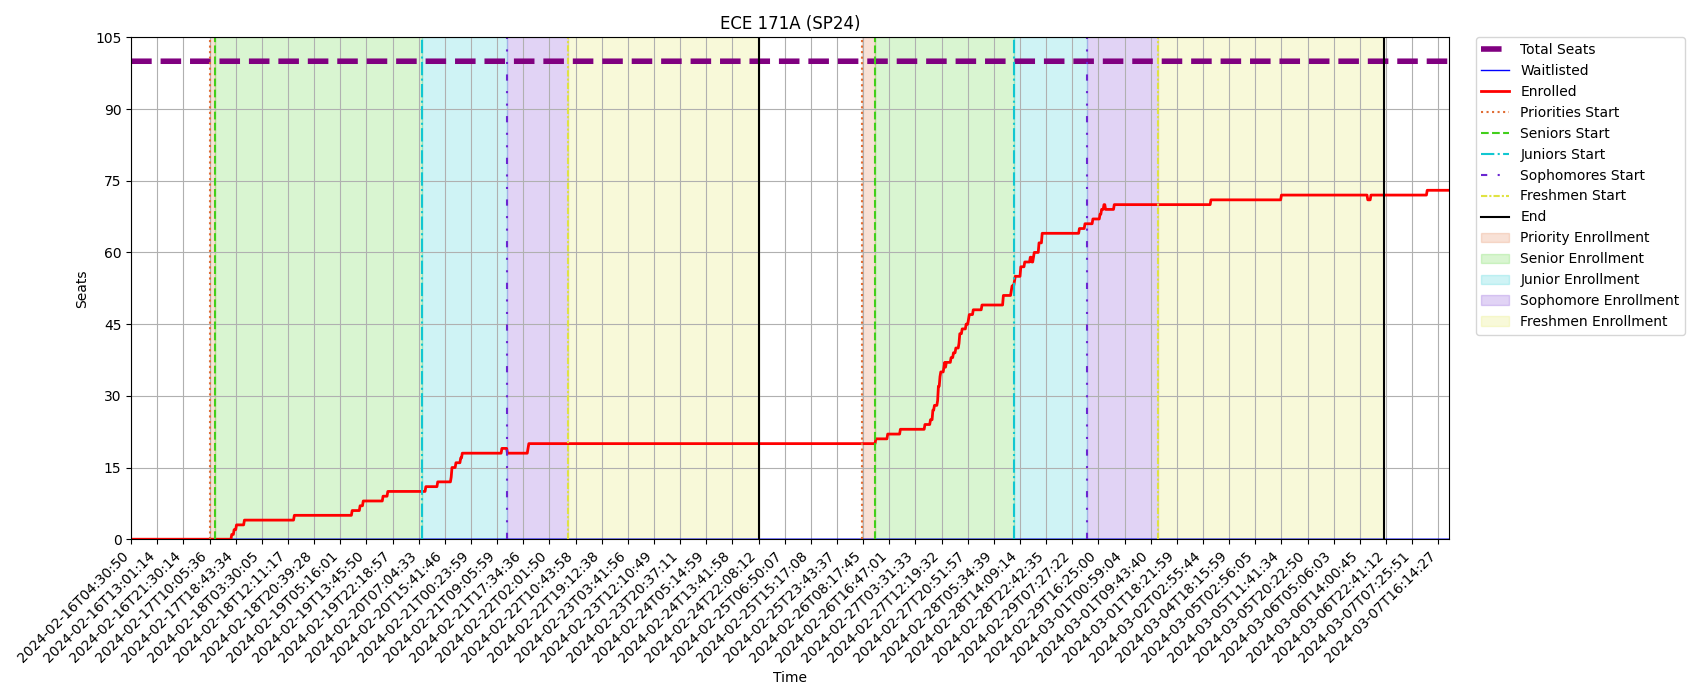 ECE 171A (SP24)
105
90
75
60
45
30
15
0
Seats
2024-02-16T04:30:50
2024-02-16T13:01:14
2024-02-16T21:30:14
2024-02-17T10:05:36
2024-02-17T18:43:34
2024-02-18T03:30:05
2024-02-18T12:11:17
2024-02-18T20:39:28
2024-02-19T05:16:01
2024-02-19T13:45:50
2024-02-19T22:18:57
2024-02-20T07:04:33
2024-02-20T15:41:46
2024-02-21T00:23:59
2024-02-21T09:05:59
2024-02-21T17:34:36
2024-02-22T02:01:50
2024-02-22T10:43:58
2024-02-22T19:12:38
2024-02-23T03:41:56
2024-02-23T12:10:49
2024-02-23T20:37:11
2024-02-24T05:14:59
2024-02-24T13:41:58
2024-02-24T22:08:12
2024-02-25T06:50:07
2024-02-25T15:17:08
2024-02-25T23:43:37
2024-02-26T08:17:45
2024-02-26T16:47:01
2024-02-27T03:31:33
2024-02-27T12:19:32
2024-02-27T20:51:57
2024-02-28T05:34:39
2024-02-28T14:09:14
2024-02-28T22:42:35
2024-02-29T07:27:22
2024-02-29T16:25:00
2024-03-01T00:59:04
2024-03-01T09:43:40
2024-03-01T18:21:59
2024-03-02T02:55:44
2024-03-04T18:15:59
2024-03-05T02:56:05
2024-03-05T11:41:34
2024-03-05T20:22:50
2024-03-06T05:06:03
2024-03-06T14:00:45
2024-03-06T22:41:12
2024-03-07T07:25:51
2024-03-07T16:14:27
Time
Total Seats
Waitlisted
Enrolled
Priorities Start
Seniors Start
Juniors Start
Sophomores Start
Freshmen Start
End
Priority Enrollment
Senior Enrollment
Junior Enrollment
Sophomore Enrollment
Freshmen Enrollment